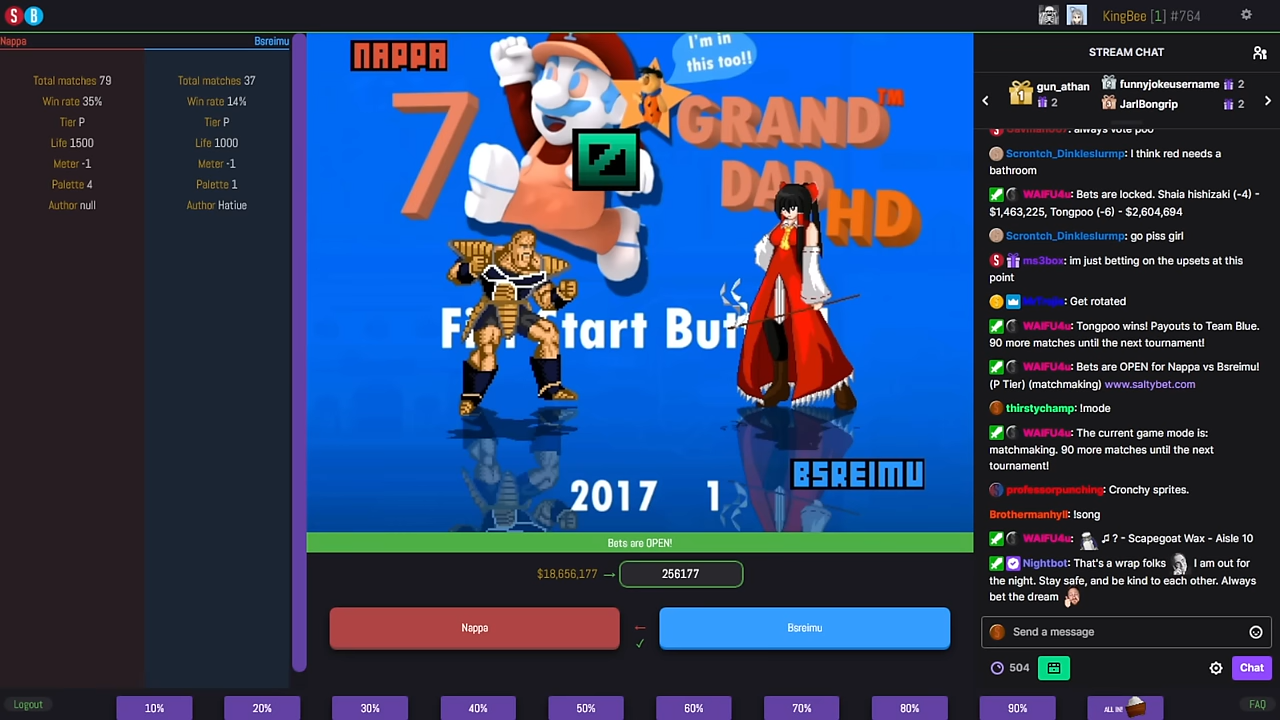 S B
KingBee [1] #764
Nappa
Bsreimu
Total matches 79
Win rate 35%
Tier P
Life 1500
Meter -1
Palette 4
Author null
Total matches 37
Win rate 14%
Tier P
Life 1000
Meter -1
Palette 1
Author Hatiue
NAPPA
I'm in
this too!!
7 GRAND
DAD
HD
TM
Start
2017 1
BSREIMU
Bets are OPEN!
$18,656,177 → 256177
Nappa
←
Bsreimu
✓
STREAM CHAT
1 gun_athan
2
funnyjokeusername 2
JarlBongrip 2
always vote poo
Scrontch_Dinkleslurmp: I think red needs a
bathroom
WAIFU4u: Bets are locked. Shaia hishizaki (-4) -
$1,463,225, Tongpoo (-6) - $2,604,694
Scrontch_Dinkleslurmp: go piss girl
S ms3box: im just betting on the upsets at this
point
Get rotated
WAIFU4u: Tongpoo wins! Payouts to Team Blue.
90 more matches until the next tournament!
WAIFU4u: Bets are OPEN for Nappa vs Bsreimu!
(P Tier) (matchmaking) www.saltybet.com
thirstychamp: !mode
WAIFU4u: The current game mode is:
matchmaking. 90 more matches until the next
tournament!
professorpunching: Cronchy sprites.
Brothermanhyll: !song
WAIFU4u: ♫ ? - Scapegoat Wax - Aisle 10
Nightbot: That's a wrap folks I am out for
the night. Stay safe, and be kind to each other. Always
bet the dream
Send a message
504
Chat
Logout
10%
20%
30%
40%
50%
60%
70%
80%
90%
ALL IN!
FAQ